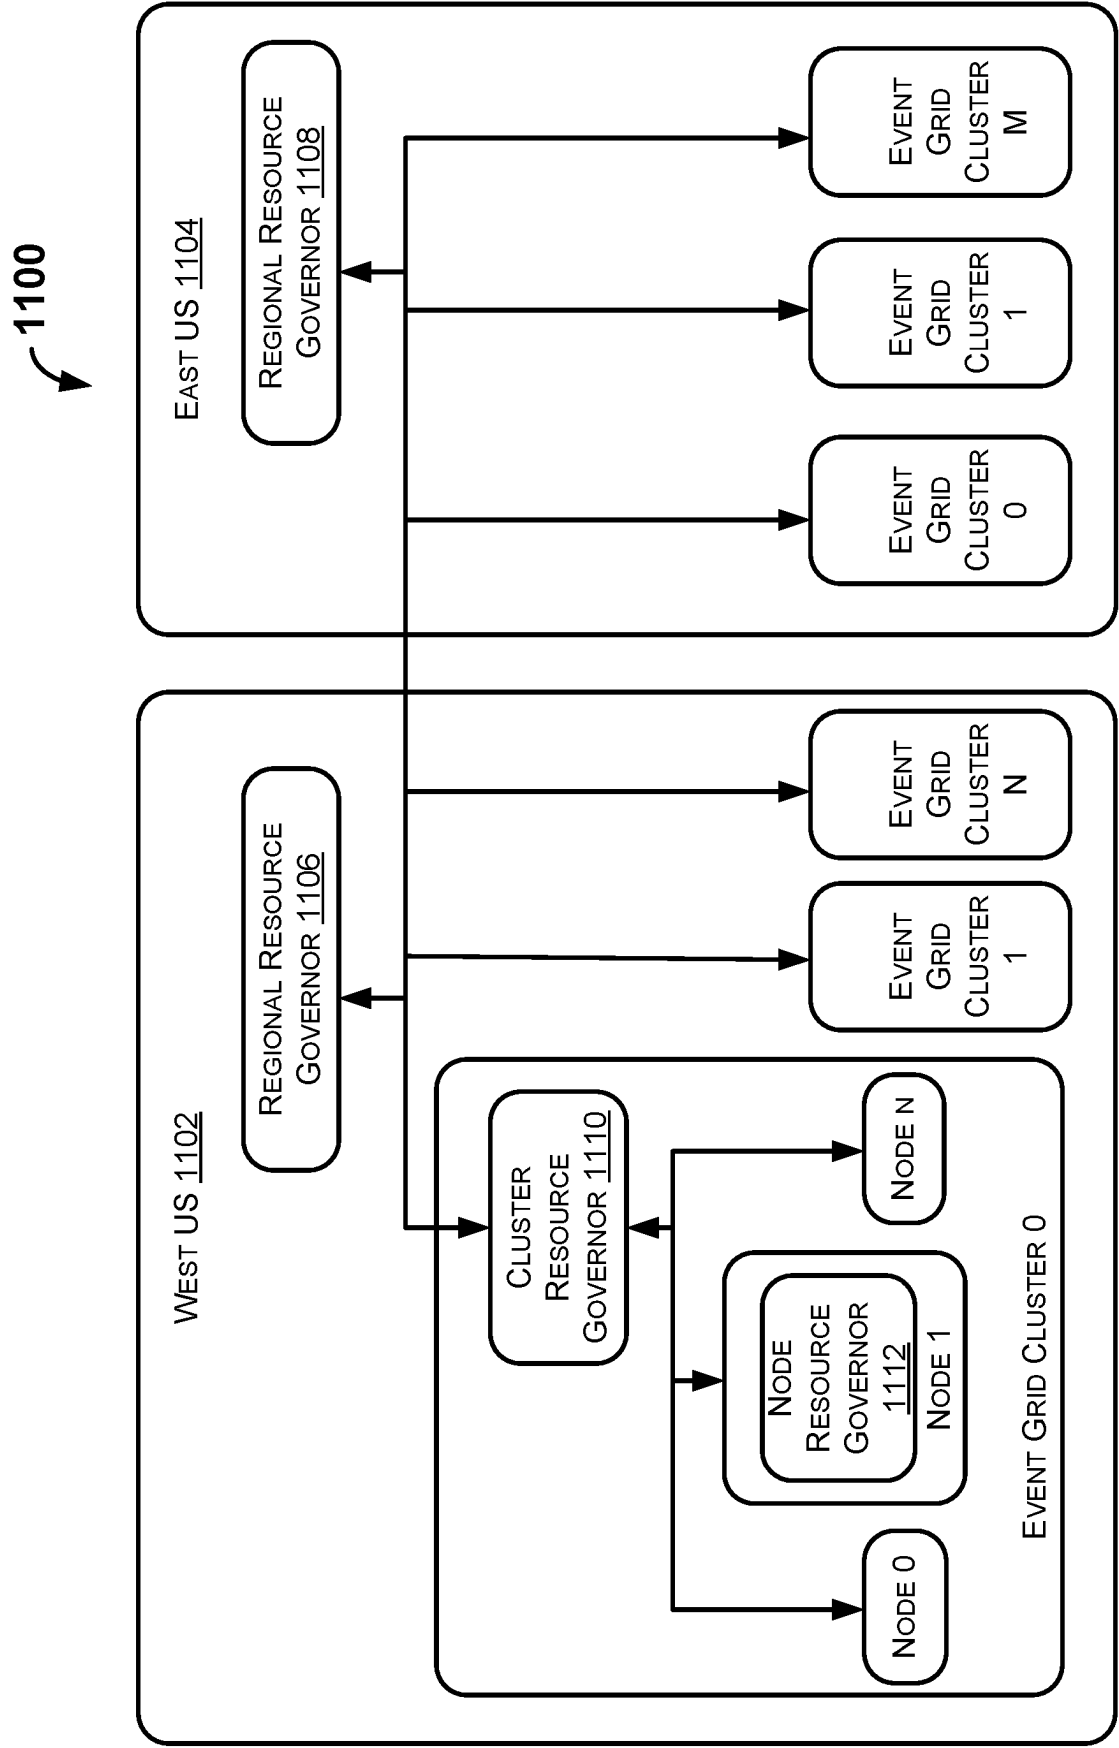 1100
WEST US 1102
REGIONAL RESOURCE
GOVERNOR 1106
CLUSTER
RESOURCE
GOVERNOR 1110
NODE 0
NODE
RESOURCE
GOVERNOR
1112
NODE 1
NODE N
EVENT GRID CLUSTER 0
EVENT
GRID
CLUSTER
1
EVENT
GRID
CLUSTER
N
EAST US 1104
REGIONAL RESOURCE
GOVERNOR 1108
EVENT
GRID
CLUSTER
0
EVENT
GRID
CLUSTER
1
EVENT
GRID
CLUSTER
M